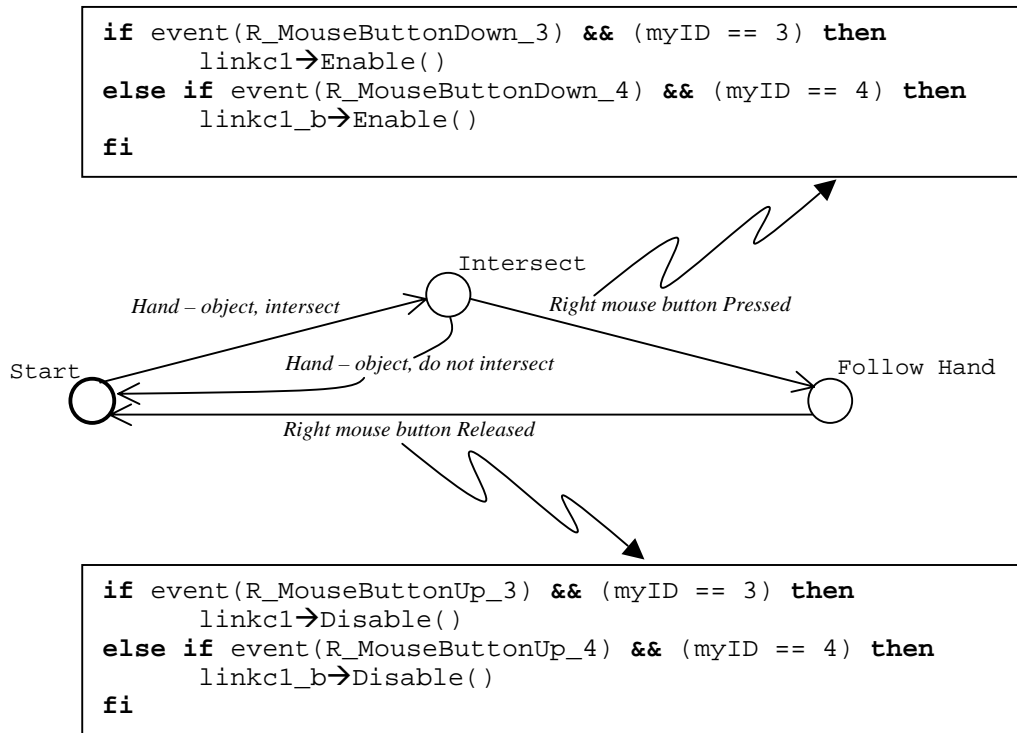 if event(R_MouseButtonDown_3) && (myID == 3) then
linkc1→Enable()
else if event(R_MouseButtonDown_4) && (myID == 4) then
linkc1_b→Enable()
fi
Intersect
Hand – object, intersect
Right mouse button Pressed
Hand – object, do not intersect
Start
Follow Hand
Right mouse button Released
if event(R_MouseButtonUp_3) && (myID == 3) then
linkc1→Disable()
else if event(R_MouseButtonUp_4) && (myID == 4) then
linkc1_b→Disable()
fi